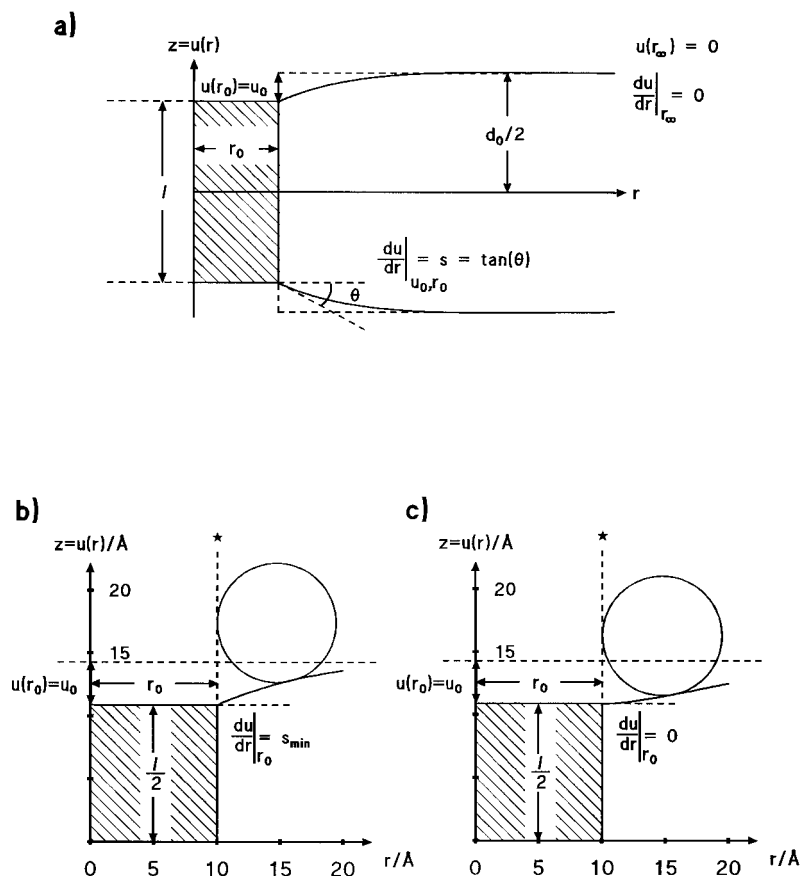 a)
z=u(r)
u(r∞) = 0
u(r₀)=u₀
du/dr|r∞ = 0
d₀/2
r₀
l
r
du/dr|u₀,r₀ = s = tan(θ)
θ
b)
★
z=u(r)/Å
20
15
u(r₀)=u₀
r₀
du/dr|r₀ = s_min
l/2
0 5 10 15 20
r/Å
c)
★
z=u(r)/Å
20
15
u(r₀)=u₀
r₀
du/dr|r₀ = 0
l/2
0 5 10 15 20
r/Å